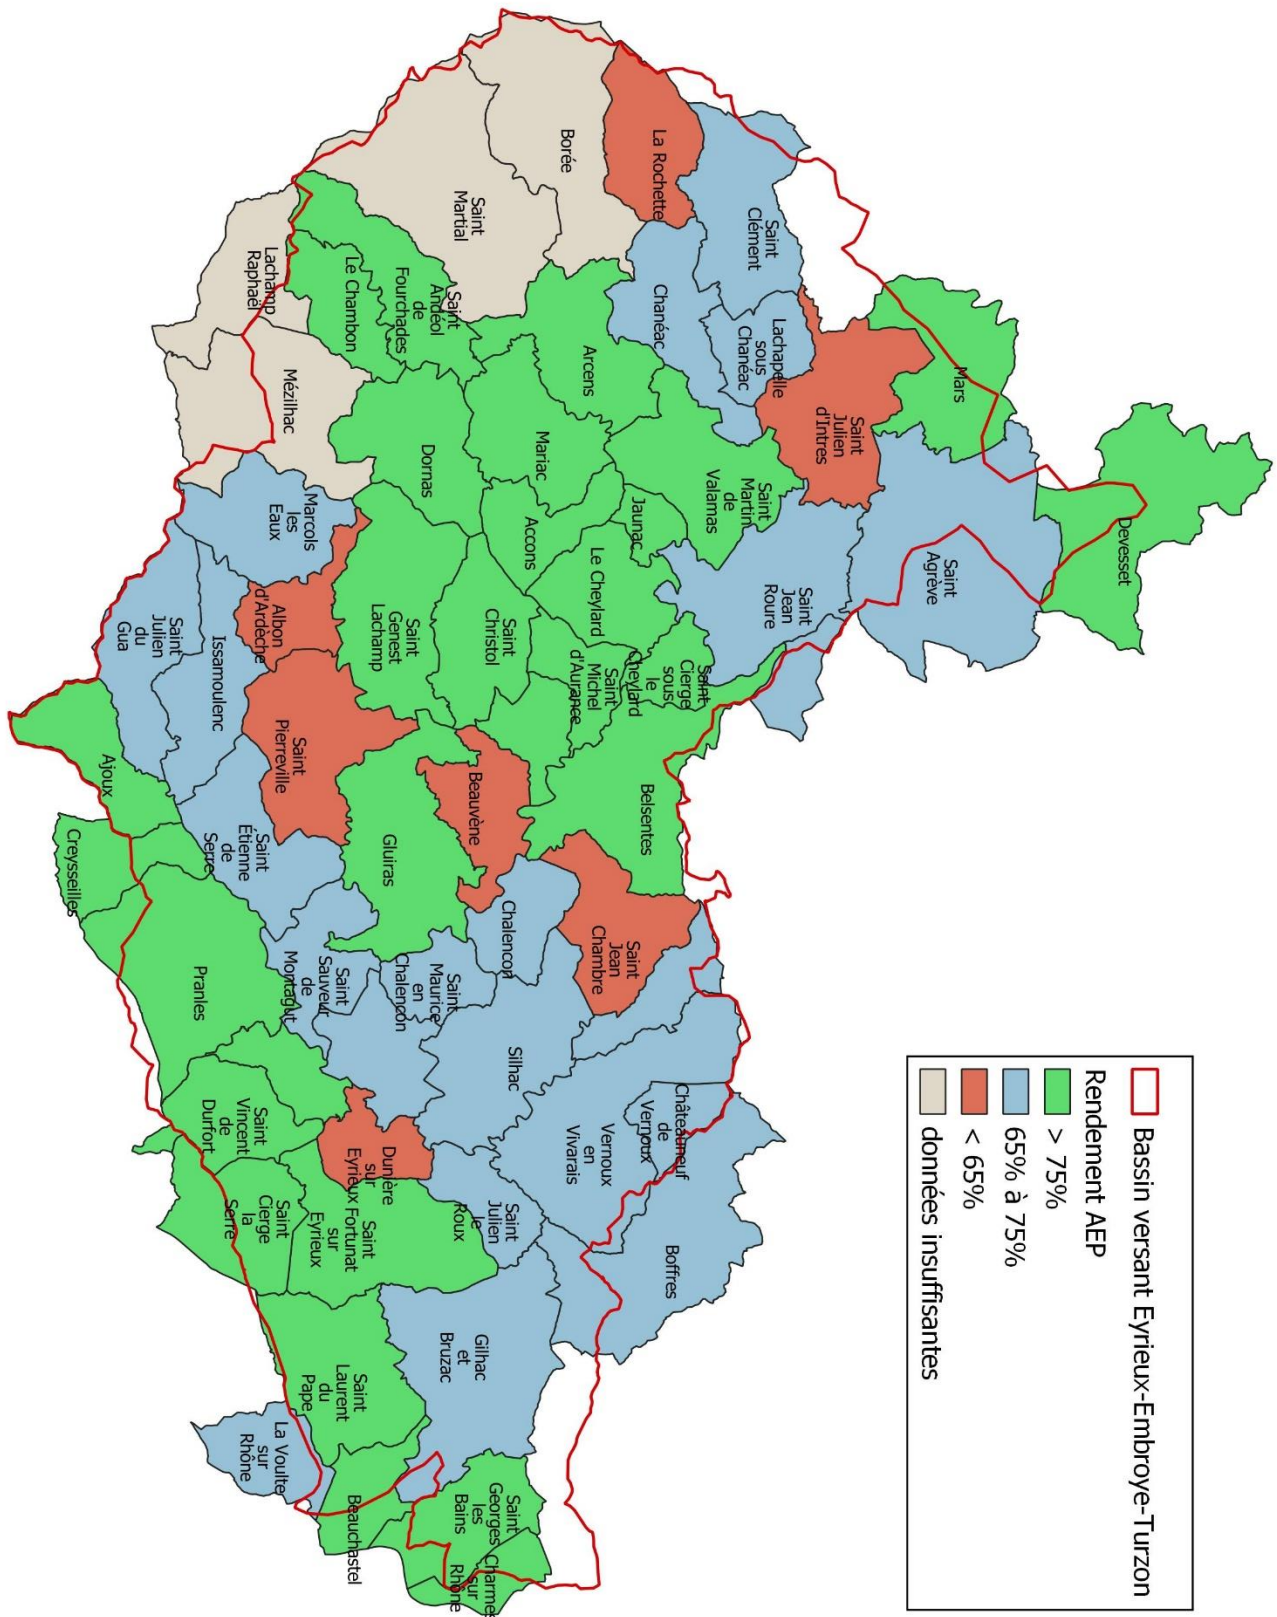 Bassin versant Eyrieux-Embroye-Turzon
Rendement AEP
> 75%
65% à 75%
< 65%
données insuffisantes
Devesset
Mars
Saint
Agrève
Saint
Julien
d'Intres
Saint
Clément
Lachapelle
sous
Chanéac
Saint
Jean
Roure
La Rochette
Chanéac
Saint
Martin
de
Valamas
Borée
Arcens
Jaunac
Saint
Cierge
sous
le
Cheylard
Le Cheylard
Belsentes
Saint
Michel
d'Aurance
Mariac
Accons
Saint
Martial
Saint
Andéol
de
Fourchades
Dornas
Saint
Christol
Le Chambon
Saint
Genest
Lachamp
Beauvène
Saint
Jean
Chambre
Lachamp
Raphaël
Mézilhac
Marcols
les
Eaux
Albon
d'Ardèche
Saint
Pierreville
Gluiras
Chalencon
Silhac
Châteauneuf
de
Vernoux
Vernoux
en
Vivarais
Boffres
Issamoulenc
Saint
Julien
du
Gua
Saint
Étienne
de
Serre
Saint
Maurice
en
Chalencon
Saint
Sauveur
de
Montagut
Ajoux
Creysseilles
Pranles
Dunière
sur
Eyrieux
Saint
Julien
le
Roux
Saint
Vincent
de
Durfort
Saint
Fortunat
sur
Eyrieux
Saint
Cierge
la
Serre
Gilhac
et
Bruzac
Saint
Laurent
du
Pape
La Voulte
sur
Rhône
Beauchastel
Saint
Georges
les
Bains
Charmes
sur
Rhône